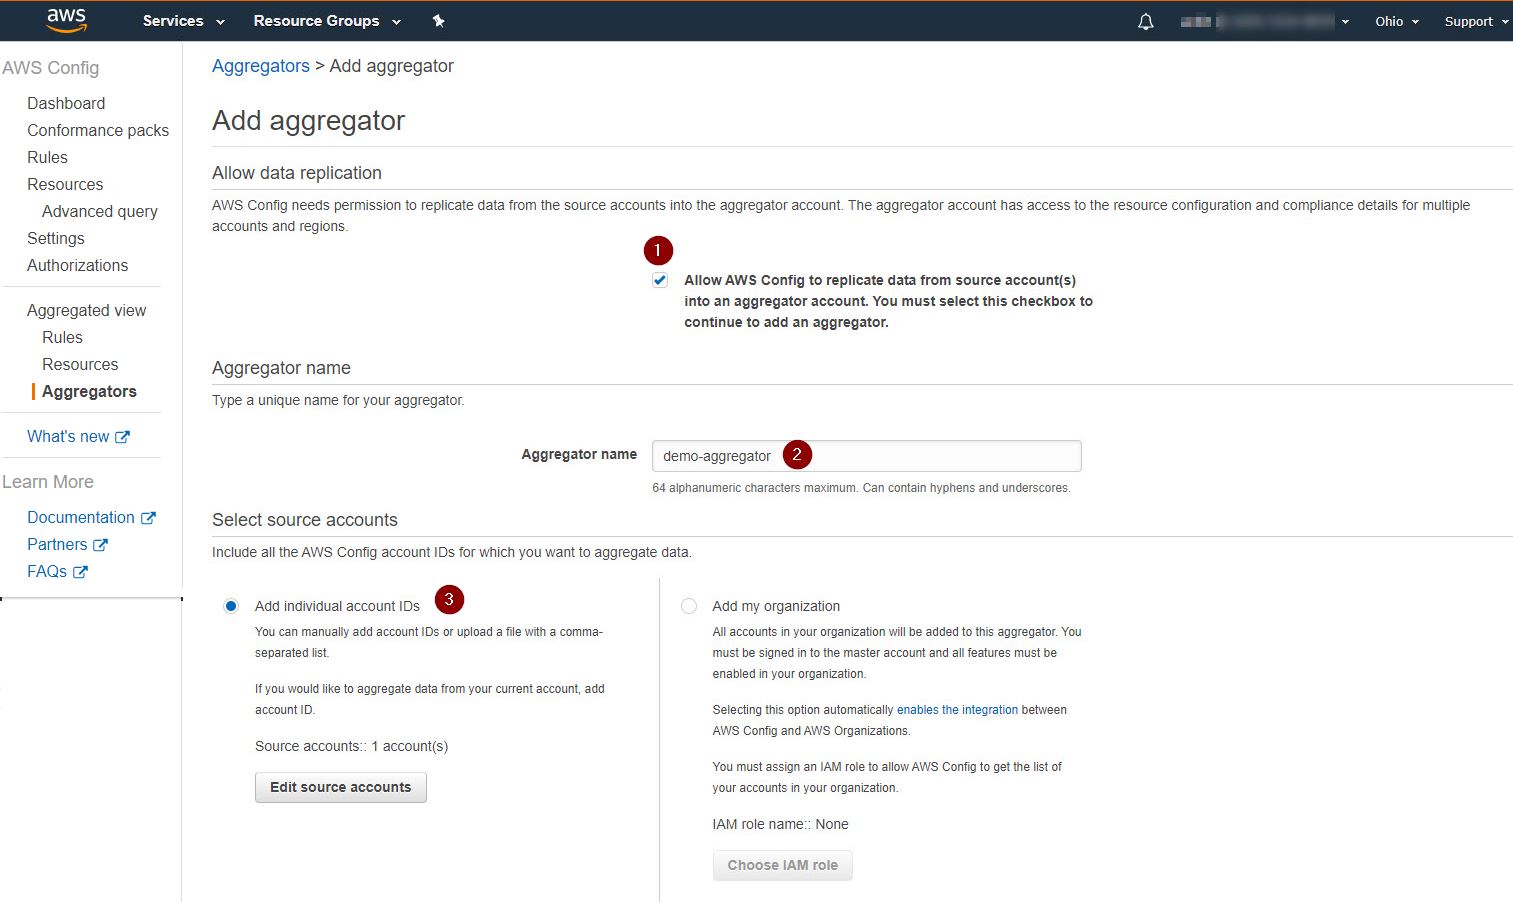 aws
Services
Resource Groups
Ohio
Support
AWS Config
Dashboard
Conformance packs
Rules
Resources
Advanced query
Settings
Authorizations
Aggregated view
Rules
Resources
Aggregators
What's new
Learn More
Documentation
Partners
FAQs
Aggregators > Add aggregator
Add aggregator
Allow data replication
AWS Config needs permission to replicate data from the source accounts into the aggregator account. The aggregator account has access to the resource configuration and compliance details for multiple
accounts and regions.
1
Allow AWS Config to replicate data from source account(s)
into an aggregator account. You must select this checkbox to
continue to add an aggregator.
Aggregator name
Type a unique name for your aggregator.
Aggregator name
demo-aggregator
2
64 alphanumeric characters maximum. Can contain hyphens and underscores.
Select source accounts
Include all the AWS Config account IDs for which you want to aggregate data.
Add individual account IDs
3
You can manually add account IDs or upload a file with a comma-
separated list.
If you would like to aggregate data from your current account, add
account ID.
Source accounts:: 1 account(s)
Edit source accounts
Add my organization
All accounts in your organization will be added to this aggregator. You
must be signed in to the master account and all features must be
enabled in your organization.
Selecting this option automatically enables the integration between
AWS Config and AWS Organizations.
You must assign an IAM role to allow AWS Config to get the list of
your accounts in your organization.
IAM role name:: None
Choose IAM role